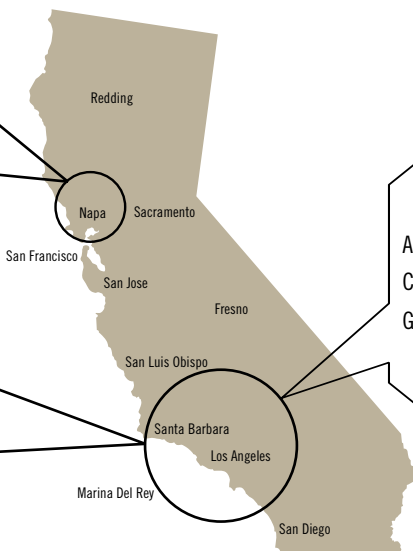 Redding
Napa
Sacramento
San Francisco
San Jose
Fresno
San Luis Obispo
Santa Barbara
Los Angeles
Marina Del Rey
San Diego
A
C
G